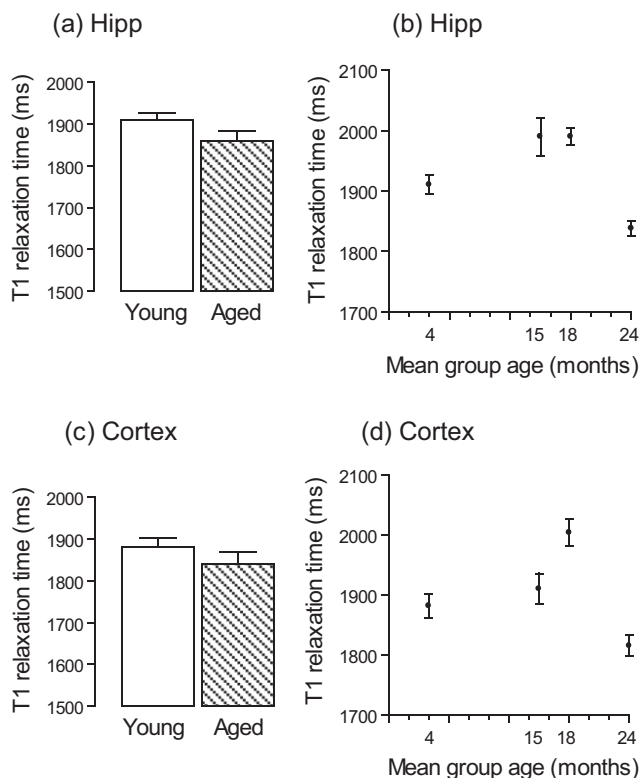 (a) Hipp
T1 relaxation time (ms)
2000
1900
1800
1700
1600
1500
Young Aged
(b) Hipp
T1 relaxation time (ms)
2100
2000
1900
1800
1700
4 15 18 24
Mean group age (months)
(c) Cortex
T1 relaxation time (ms)
2000
1900
1800
1700
1600
1500
Young Aged
(d) Cortex
T1 relaxation time (ms)
2100
2000
1900
1800
1700
4 15 18 24
Mean group age (months)